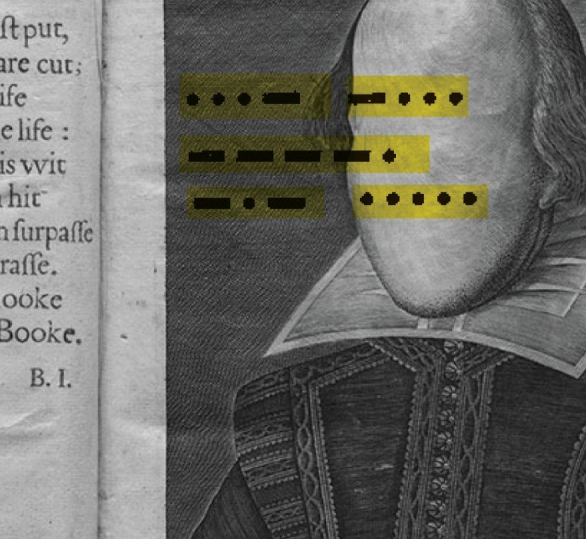 ſt put,
are cut;
ife
e life :
is wit
hit
n ſurpaſſe
raſſe.
ooke
Booke.
B. I.
•••— —•••
————•
—•— •••••